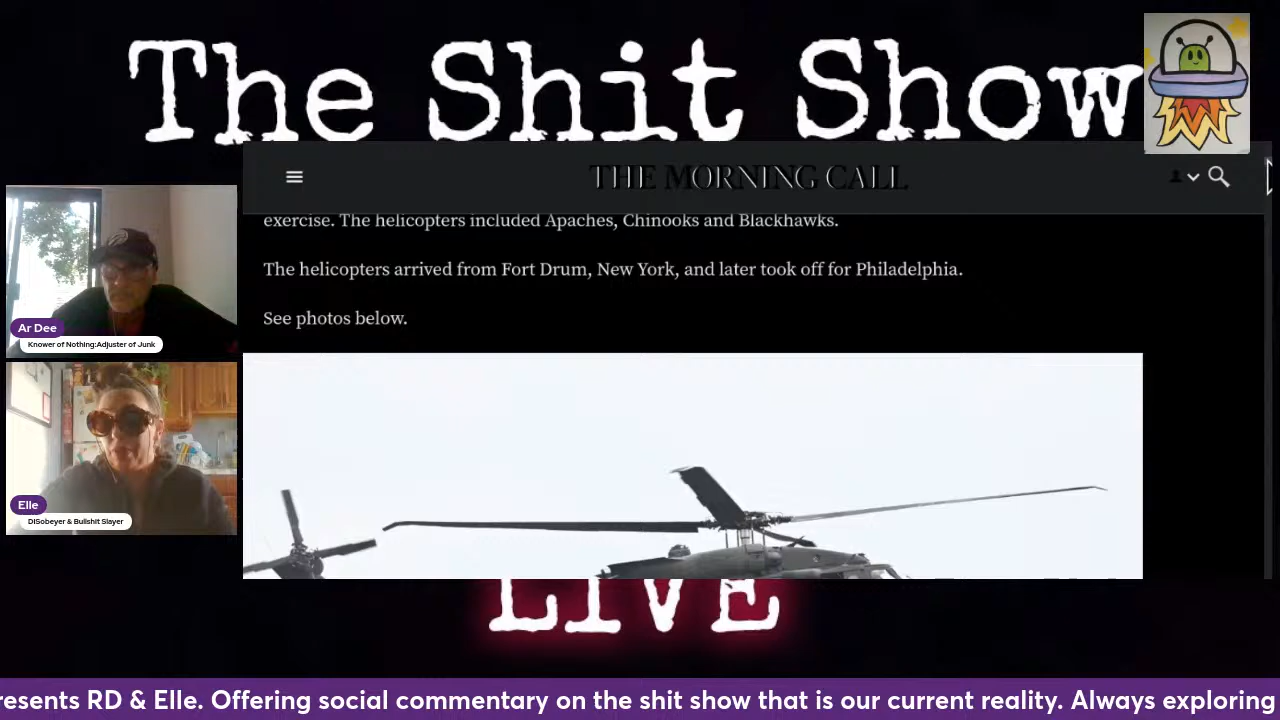 The Shit Show
THE MORNING CALL
exercise. The helicopters included Apaches, Chinooks and Blackhawks.
The helicopters arrived from Fort Drum, New York, and later took off for Philadelphia.
See photos below.
Ar Dee
Knower of Nothing:Adjuster of Junk
Elle
DISobeyer & Bullshit Slayer
LIVE
resents RD & Elle. Offering social commentary on the shit show that is our current reality. Always exploring